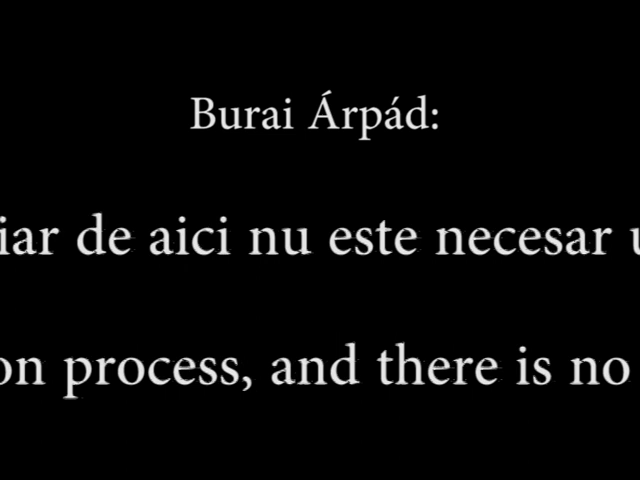 Burai Árpád:
iar de aici nu este necesar u
on process, and there is no